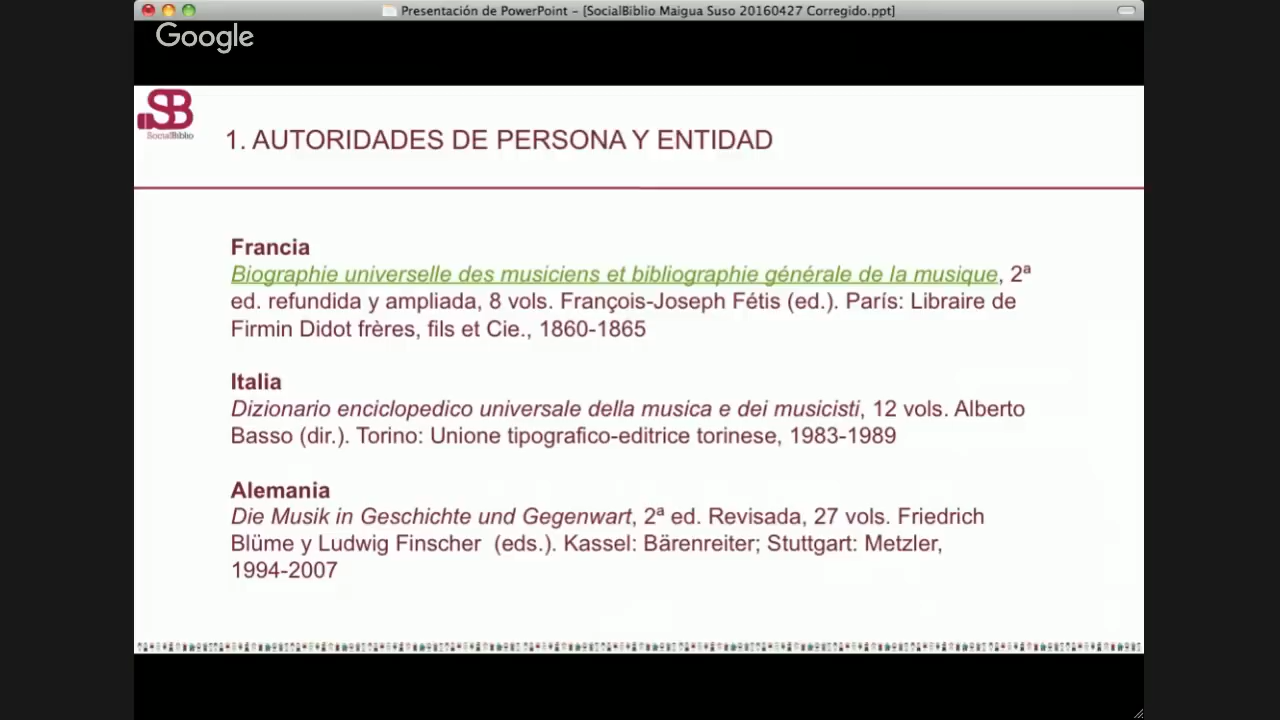 Presentación de PowerPoint – [SocialBiblio Maigua Suso 20160427 Corregido.ppt]
Google
SB
SocialBiblio
1. AUTORIDADES DE PERSONA Y ENTIDAD
Francia
Biographie universelle des musiciens et bibliographie générale de la musique, 2ª
ed. refundida y ampliada, 8 vols. François-Joseph Fétis (ed.). París: Libraire de
Firmin Didot frères, fils et Cie., 1860-1865
Italia
Dizionario enciclopedico universale della musica e dei musicisti, 12 vols. Alberto
Basso (dir.). Torino: Unione tipografico-editrice torinese, 1983-1989
Alemania
Die Musik in Geschichte und Gegenwart, 2ª ed. Revisada, 27 vols. Friedrich
Blüme y Ludwig Finscher (eds.). Kassel: Bärenreiter; Stuttgart: Metzler,
1994-2007